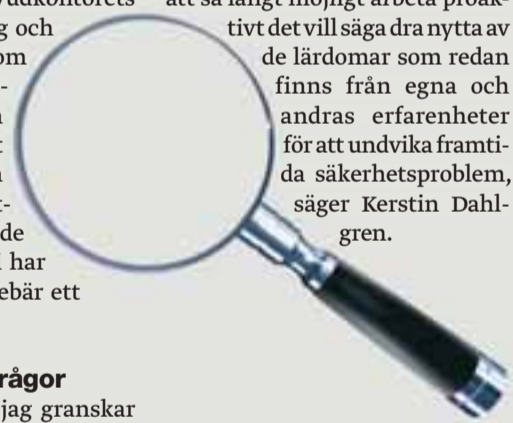 udkontorets
g och
om
-
t-
de
har
ebär ett
rågor
jag granskar
att så långt möjligt arbeta proak-
tivt det vill säga dra nytta av
de lärdomar som redan
finns från egna och
andras erfarenheter
för att undvika framti-
da säkerhetsproblem,
säger Kerstin Dahl-
gren.